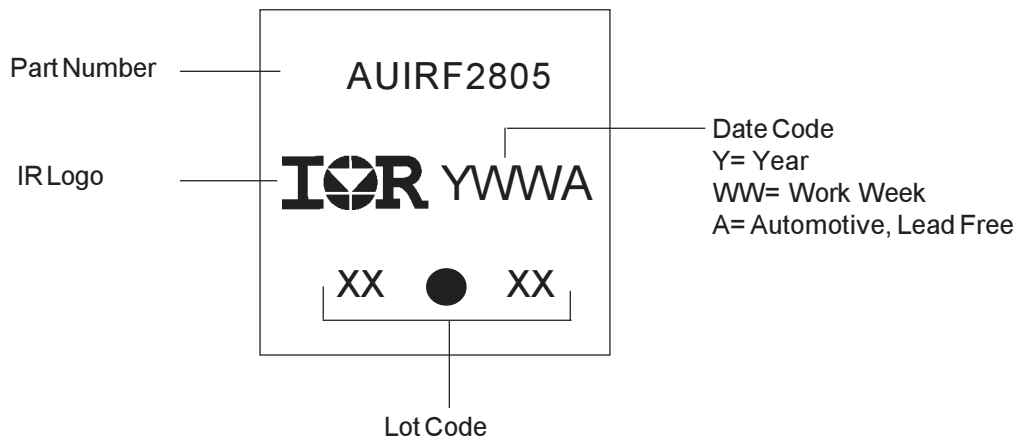 Part Number
AUIRF2805
IR Logo
IOR YWWA
Date Code
Y= Year
WW= Work Week
A= Automotive, Lead Free
XX XX
Lot Code